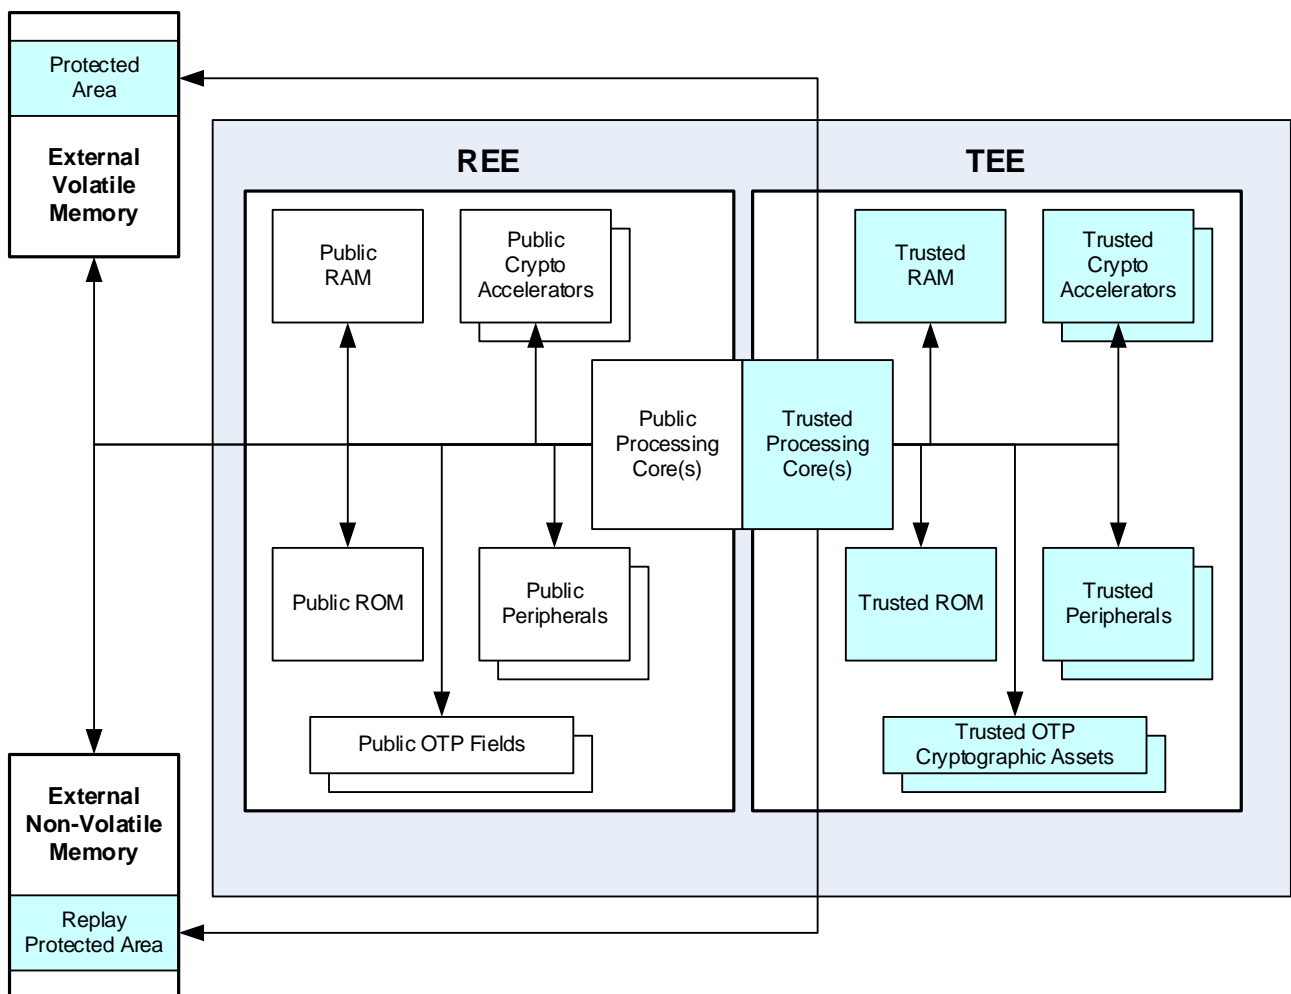 Protected
Area
External
Volatile
Memory
REE
TEE
Public
RAM
Public
Crypto
Accelerators
Trusted
RAM
Trusted
Crypto
Accelerators
Public
Processing
Core(s)
Trusted
Processing
Core(s)
Public ROM
Public
Peripherals
Trusted ROM
Trusted
Peripherals
Public OTP Fields
Trusted OTP
Cryptographic Assets
External
Non-Volatile
Memory
Replay
Protected Area